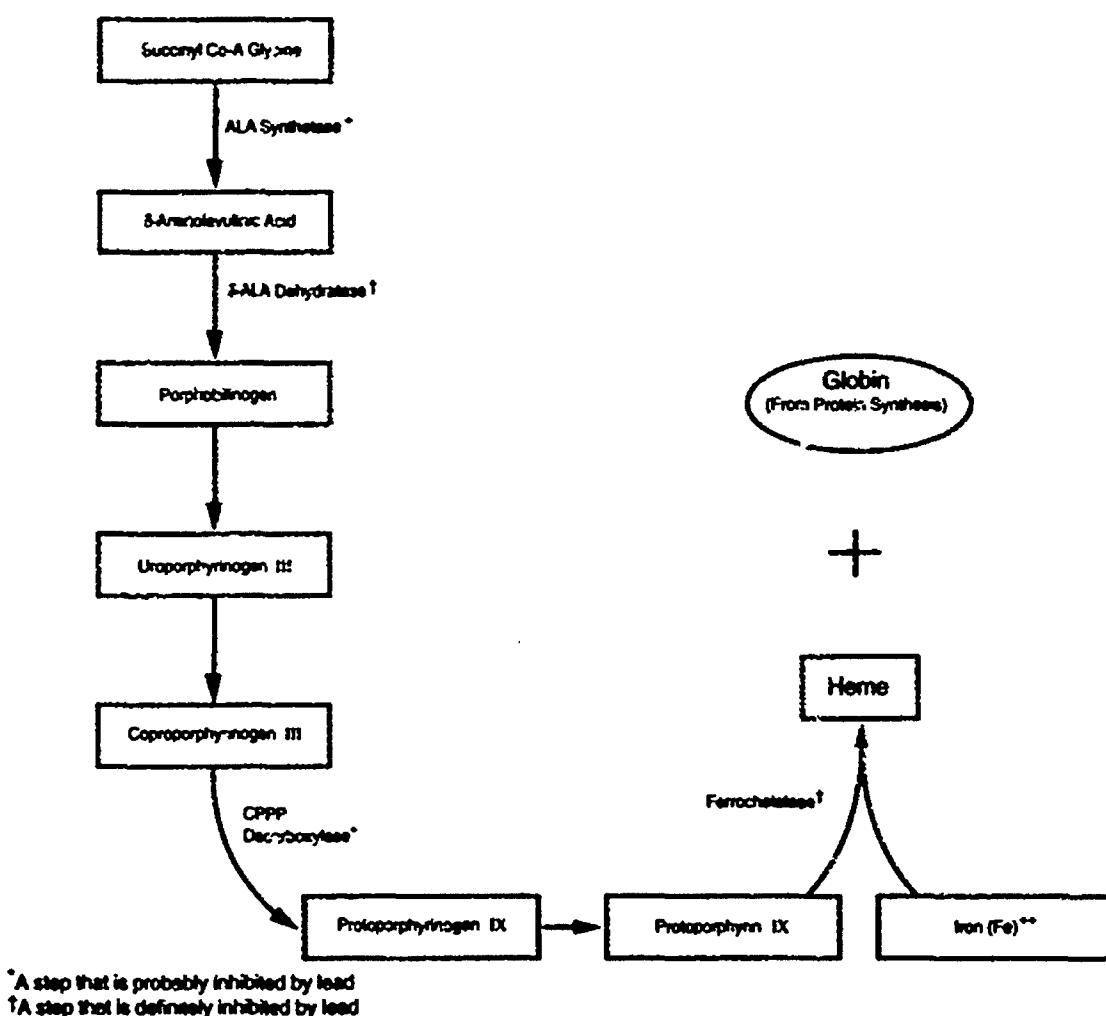 Succinyl Co-A Glycine
ALA Synthetase*
δ-Aminolevulinic Acid
δ-ALA Dehydratase†
Porphobilinogen
Globin
(From Protein Synthesis)
+
Uroporphyrinogen III
Heme
Coproporphyrinogen III
Ferrochelatase†
CPPP
Decarboxylase*
Protoporphyrinogen IX
Protoporphyrin IX
Iron (Fe)++
*A step that is probably inhibited by lead
†A step that is definitely inhibited by lead